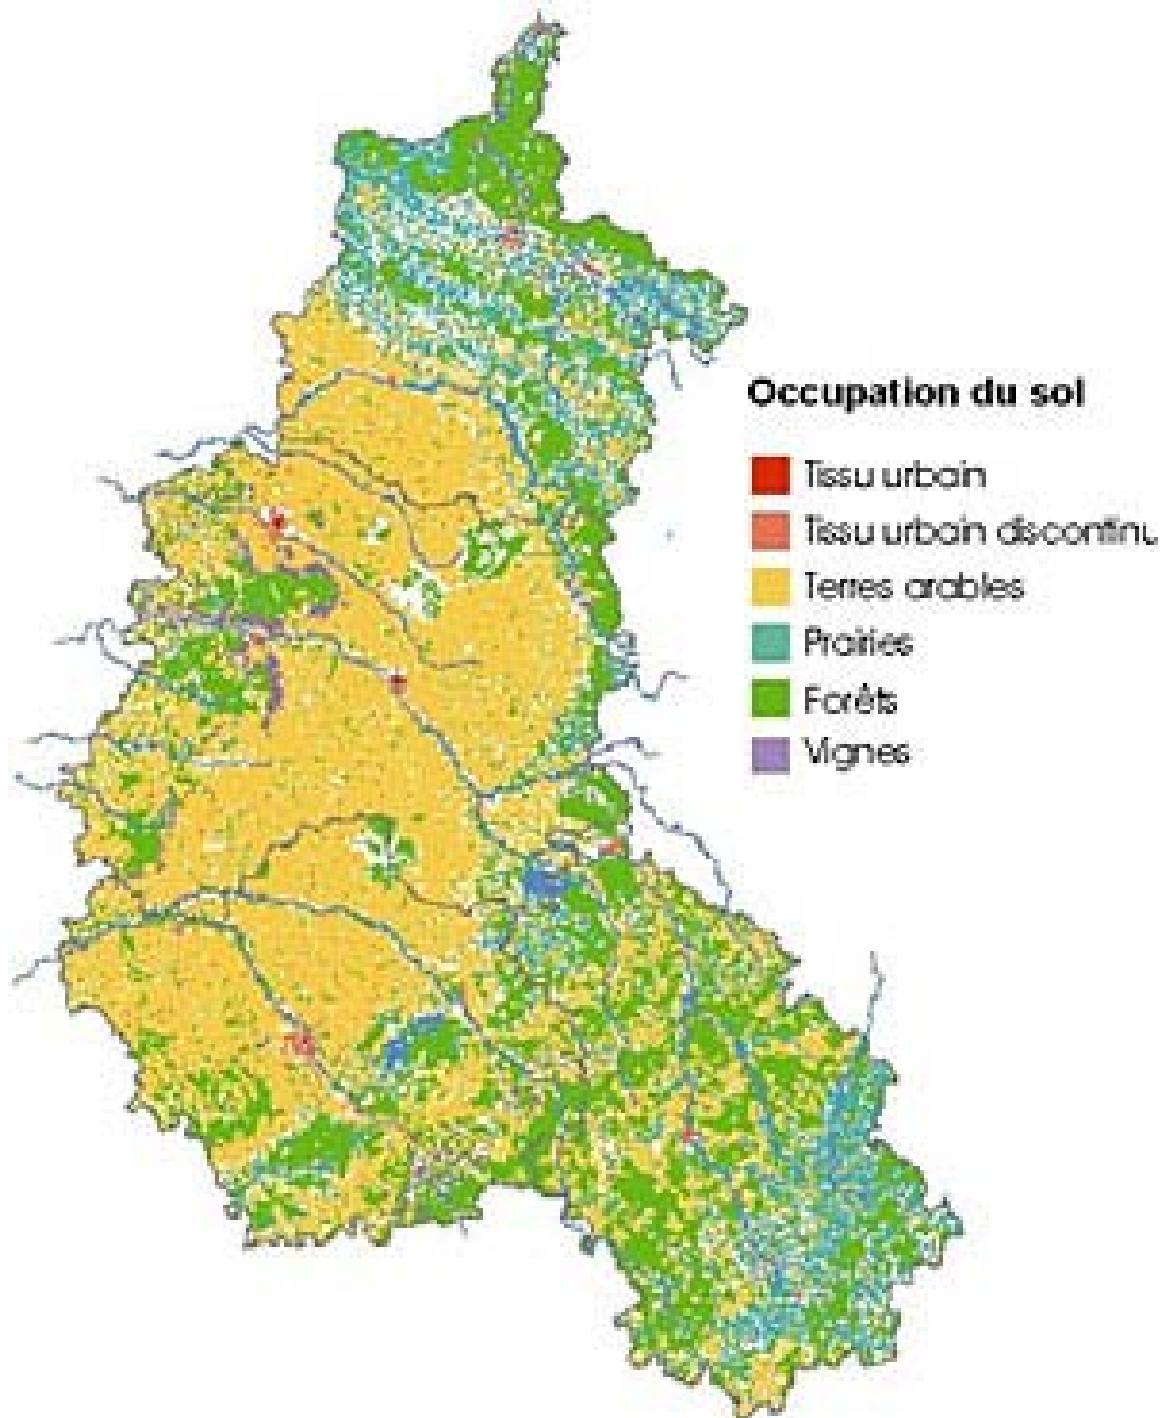 Occupation du sol
Tissu urbain
Tissu urbain discontinu
Terres arables
Prairies
Forêts
Vignes